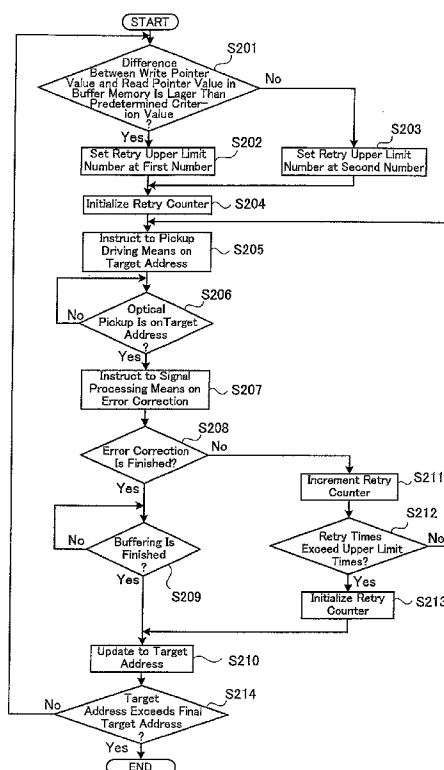 START
S201
Difference
Between Write Pointer
Value and Read Pointer Value in
Buffer Memory Is Lager Than
Predetermined Criter-
ion Value
?
No
Yes
S202
S203
Set Retry Upper Limit
Number at First Number
Set Retry Upper Limit
Number at Second Number
Initialize Retry Counter
S204
Instruct to Pickup
Driving Means on
Target Address
S205
S206
No
Optical
Pickup Is onTarget
Address
?
Yes
S207
Instruct to Signal
Processing Means on
Error Correction
S208
Error Correction
Is Finished?
No
Yes
Increment Retry
Counter
S211
S212
No
Buffering Is
Finished
?
Yes
S209
Retry Times
Exceed Upper Limit
Times?
No
Yes
Initialize Retry
Counter
S213
Update to Target
Address
S210
S214
No
Target
Address Exceeds Final
Target Address
?
Yes
END